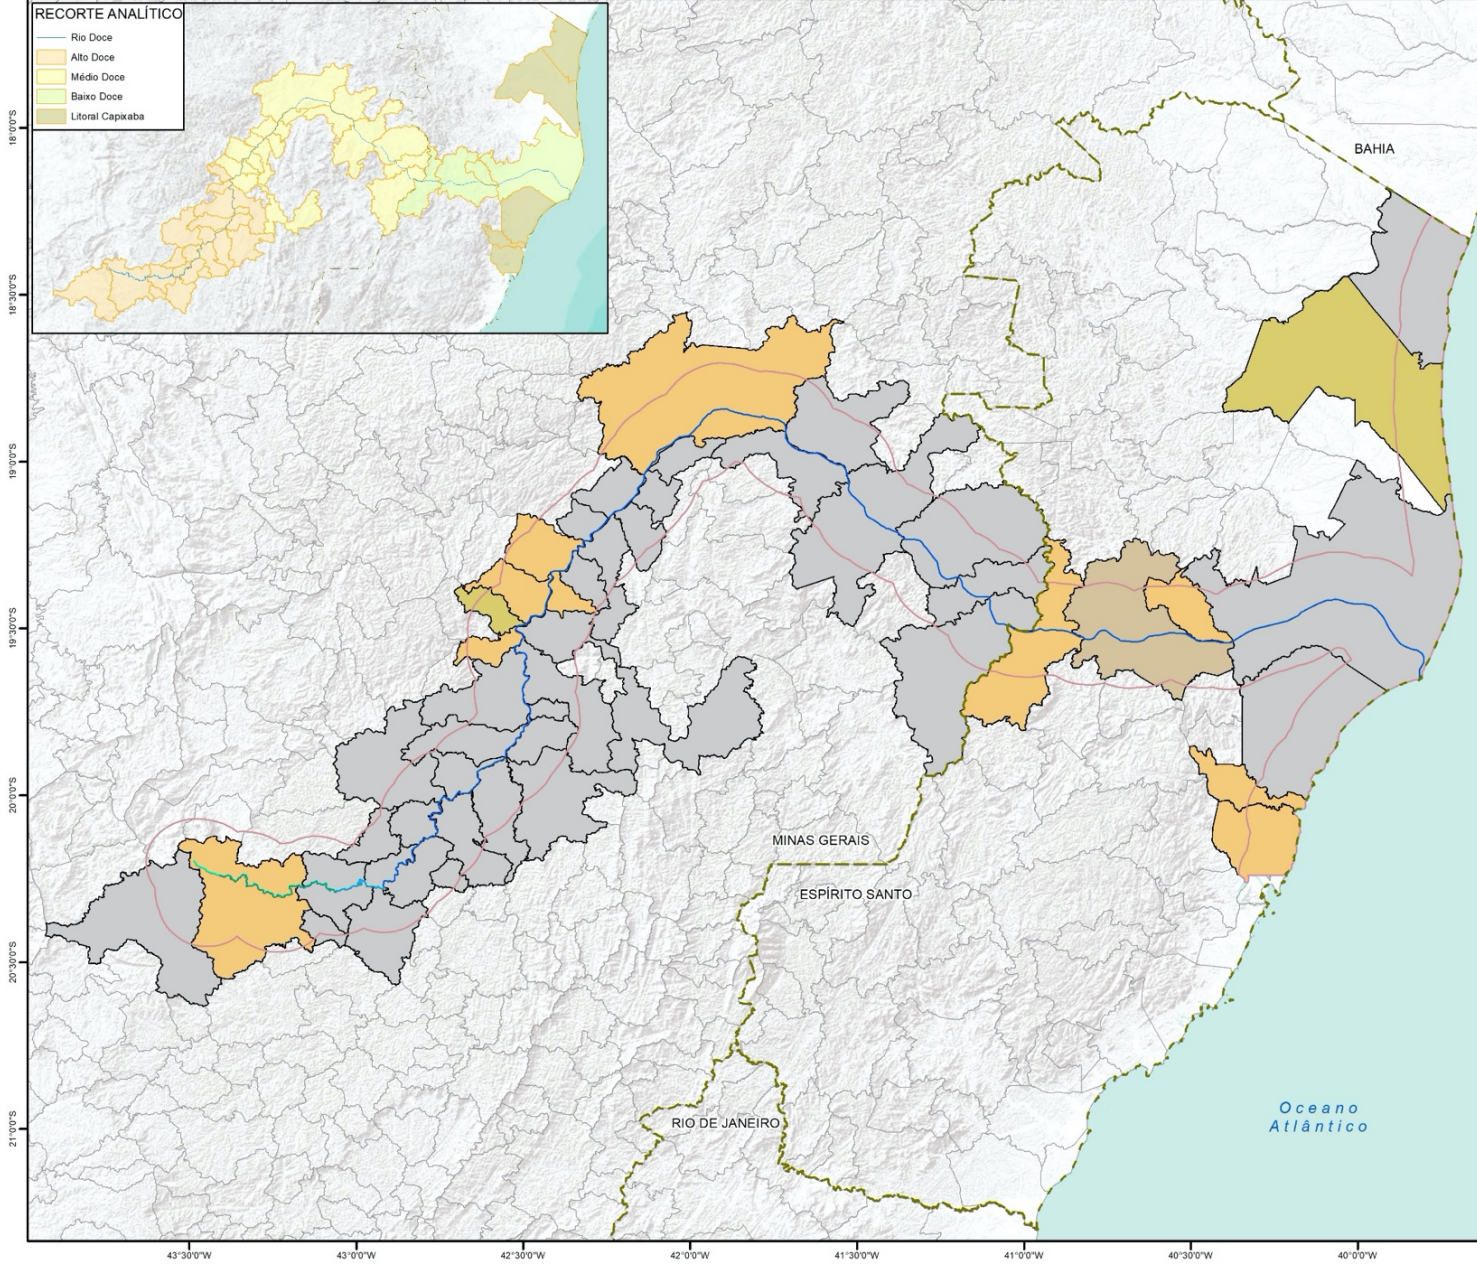 RECORTE ANALÍTICO
Rio Doce
Alto Doce
Médio Doce
Baixo Doce
Litoral Capixaba
18°0'0"S
BAHIA
18°30'0"S
19°0'0"S
19°30'0"S
20°0'0"S
MINAS GERAIS
ESPÍRITO SANTO
20°30'0"S
Oceano
Atlântico
RIO DE JANEIRO
21°0'0"S
43°30'0"W
43°0'0"W
42°30'0"W
42°0'0"W
41°30'0"W
41°0'0"W
40°30'0"W
40°0'0"W